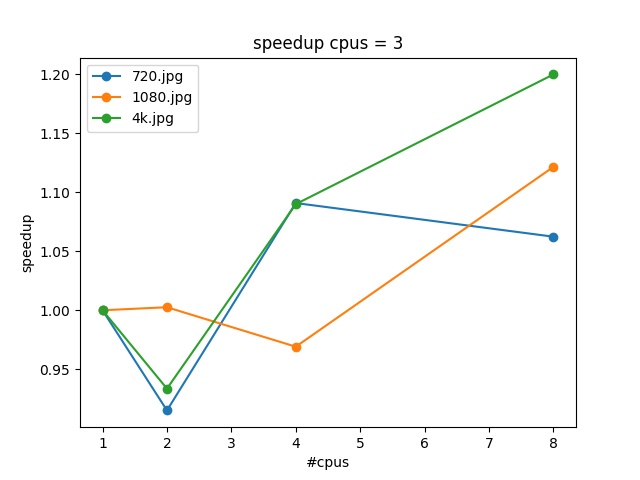 speedup cpus = 3
720.jpg
1080.jpg
4k.jpg
1.20
1.15
1.10
1.05
1.00
0.95
speedup
1 2 3 4 5 6 7 8
#cpus